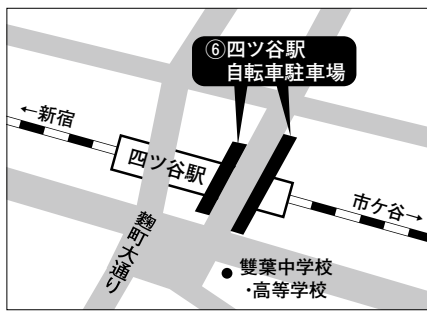 ⑥四ツ谷駅
自転車駐車場
←新宿
四ツ谷駅
市ケ谷→
麴町大通り
雙葉中学校
・高等学校